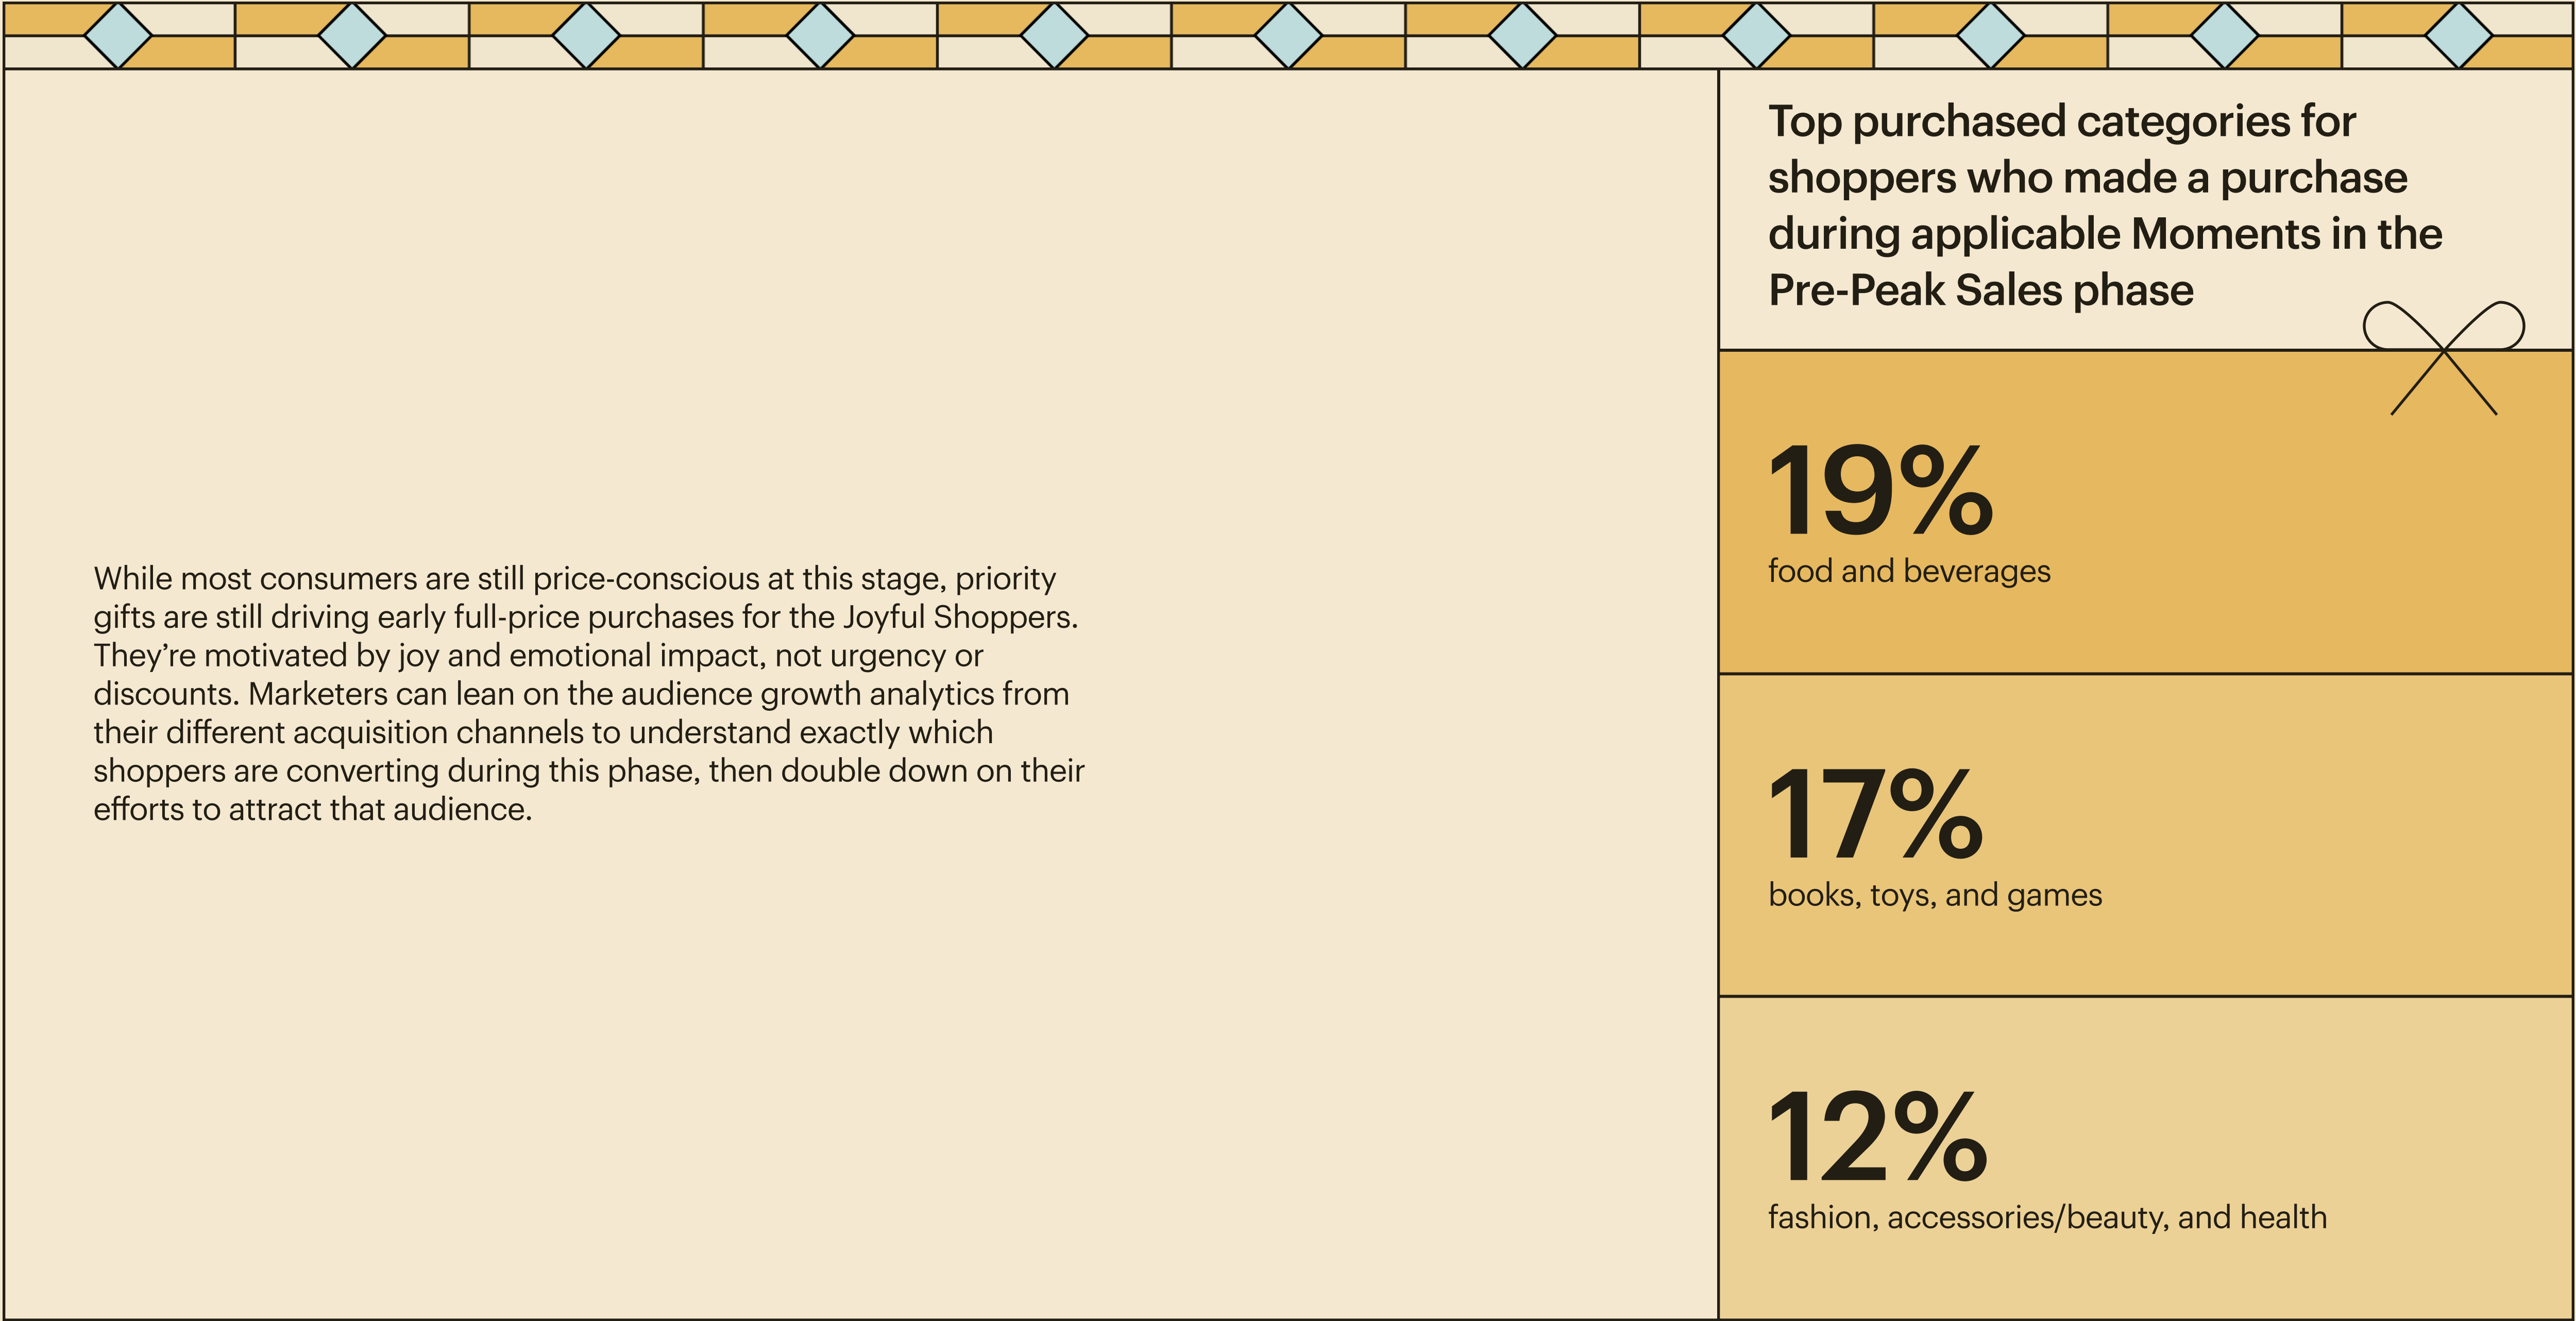 While most consumers are still price-conscious at this stage, priority
gifts are still driving early full-price purchases for the Joyful Shoppers.
They’re motivated by joy and emotional impact, not urgency or
discounts. Marketers can lean on the audience growth analytics from
their different acquisition channels to understand exactly which
shoppers are converting during this phase, then double down on their
efforts to attract that audience.
Top purchased categories for
shoppers who made a purchase
during applicable Moments in the
Pre-Peak Sales phase
19%
food and beverages
17%
books, toys, and games
12%
fashion, accessories/beauty, and health